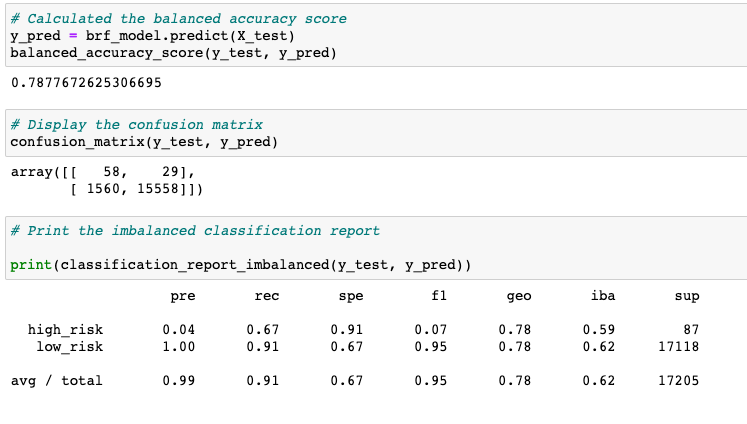 # Calculated the balanced accuracy score
y_pred = brf_model.predict(X_test)
balanced_accuracy_score(y_test, y_pred)
0.7877672625306695
# Display the confusion matrix
confusion_matrix(y_test, y_pred)
array([[   58,    29],
       [ 1560, 15558]])
# Print the imbalanced classification report
print(classification_report_imbalanced(y_test, y_pred))
                   pre       rec       spe        f1       geo       iba       sup
  high_risk       0.04      0.67      0.91      0.07      0.78      0.59        87
   low_risk       1.00      0.91      0.67      0.95      0.78      0.62     17118
avg / total       0.99      0.91      0.67      0.95      0.78      0.62     17205